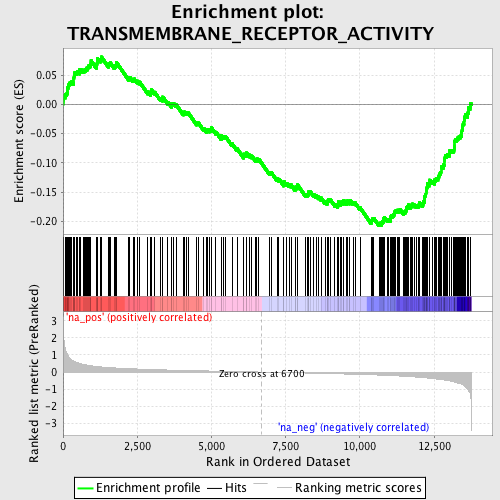 Enrichment plot:
TRANSMEMBRANE_RECEPTOR_ACTIVITY
Enrichment score (ES)
0.05
0.00
-0.05
-0.10
-0.15
-0.20
'na_pos' (positively correlated)
Ranked list metric (PreRanked)
3
2
1
0
-1
-2
-3
Zero cross at 6700
'na_neg' (negatively correlated)
0
2,500
5,000
7,500
10,000
12,500
Rank in Ordered Dataset
Enrichment profile
Hits
Ranking metric scores